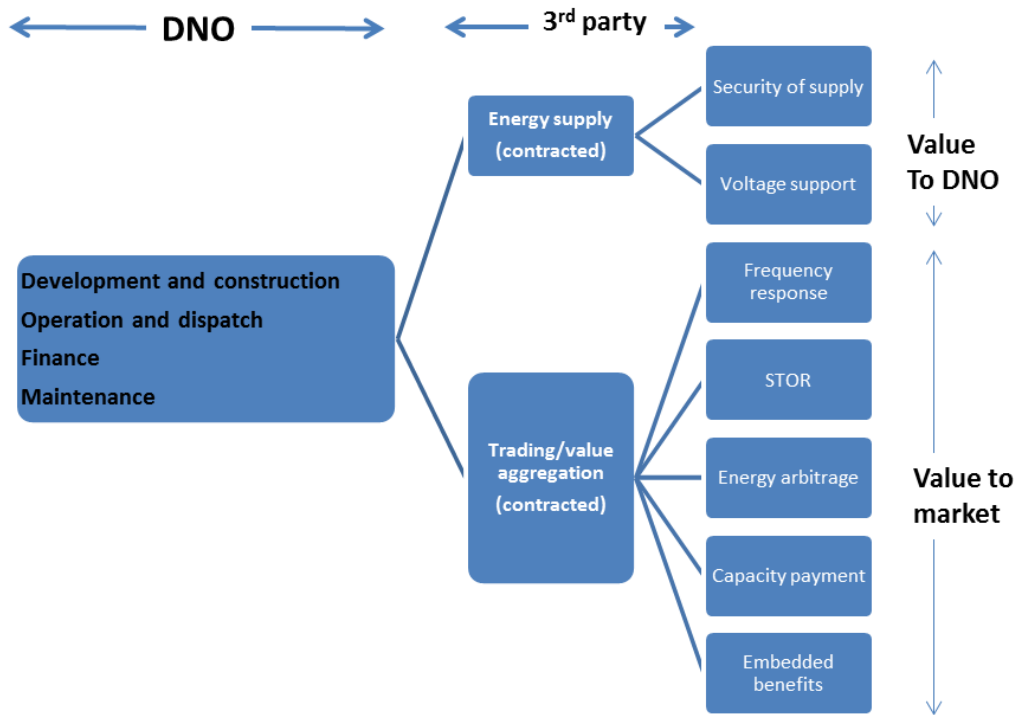 DNO
3rd party
Development and construction
Operation and dispatch
Finance
Maintenance
Energy supply
(contracted)
Trading/value
aggregation
(contracted)
Security of supply
Voltage support
Frequency
response
STOR
Energy arbitrage
Capacity payment
Embedded
benefits
Value
To DNO
Value to
market